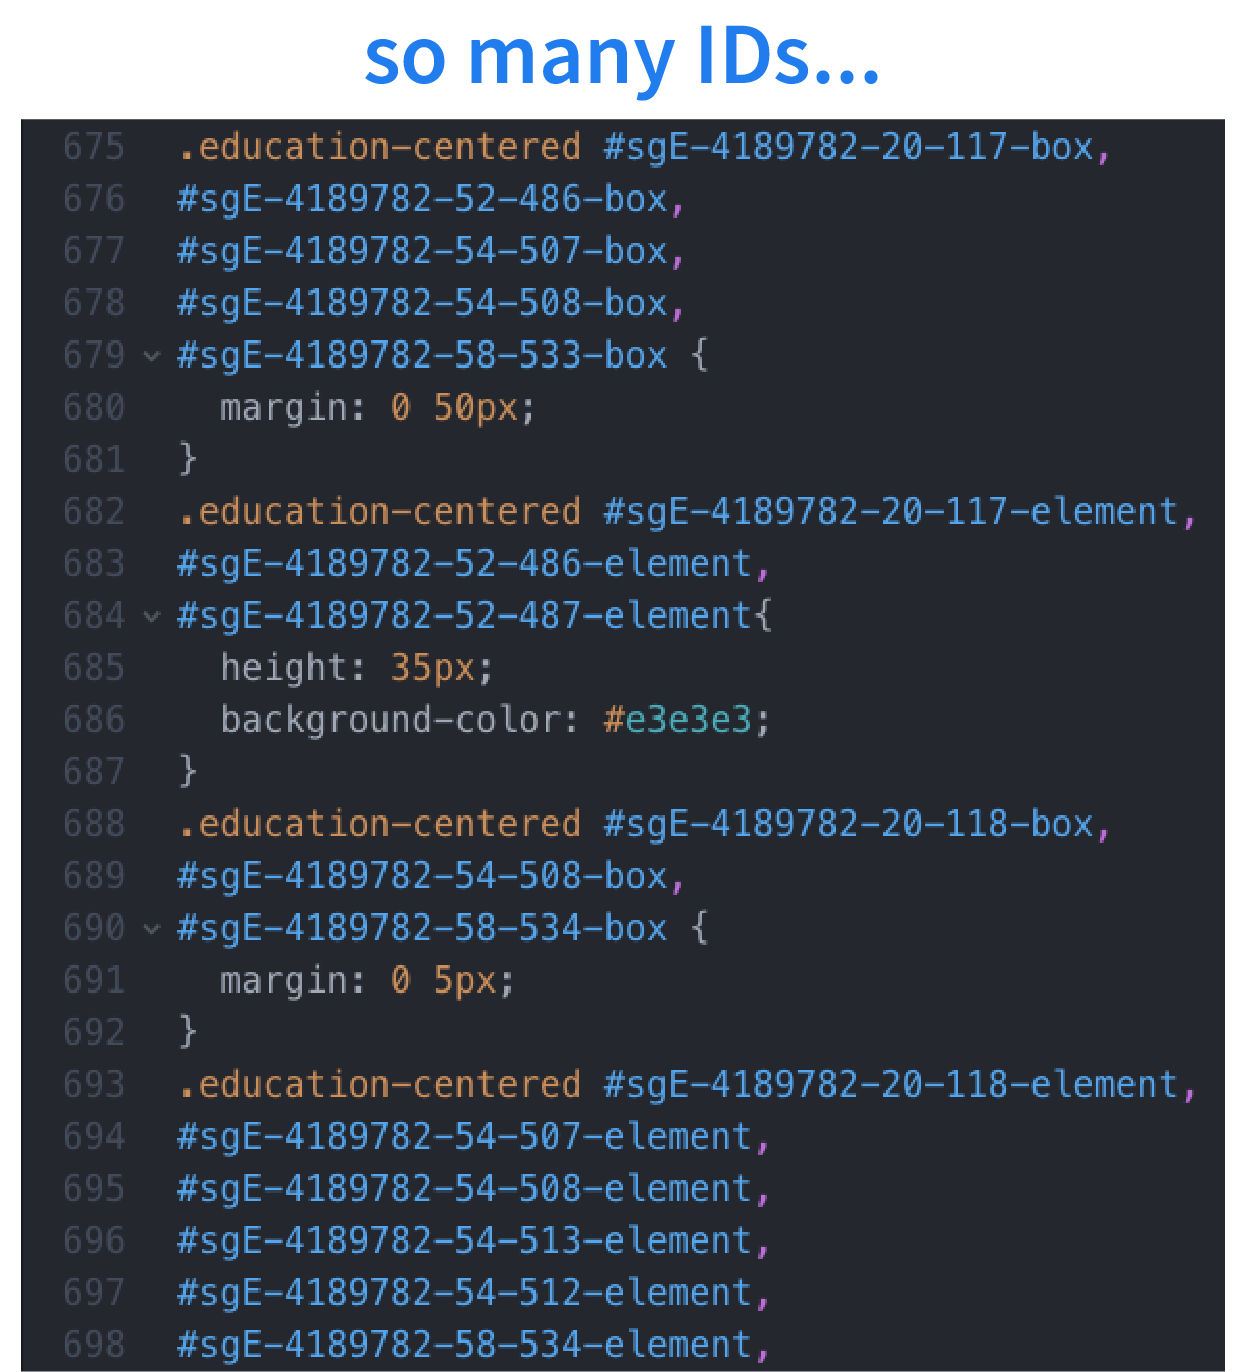 so many IDs...
675 .education-centered #sgE-4189782-20-117-box,
676 #sgE-4189782-52-486-box,
677 #sgE-4189782-54-507-box,
678 #sgE-4189782-54-508-box,
679 #sgE-4189782-58-533-box {
680 margin: 0 50px;
681 }
682 .education-centered #sgE-4189782-20-117-element,
683 #sgE-4189782-52-486-element,
684 #sgE-4189782-52-487-element{
685 height: 35px;
686 background-color: #e3e3e3;
687 }
688 .education-centered #sgE-4189782-20-118-box,
689 #sgE-4189782-54-508-box,
690 #sgE-4189782-58-534-box {
691 margin: 0 5px;
692 }
693 .education-centered #sgE-4189782-20-118-element,
694 #sgE-4189782-54-507-element,
695 #sgE-4189782-54-508-element,
696 #sgE-4189782-54-513-element,
697 #sgE-4189782-54-512-element,
698 #sgE-4189782-58-534-element,